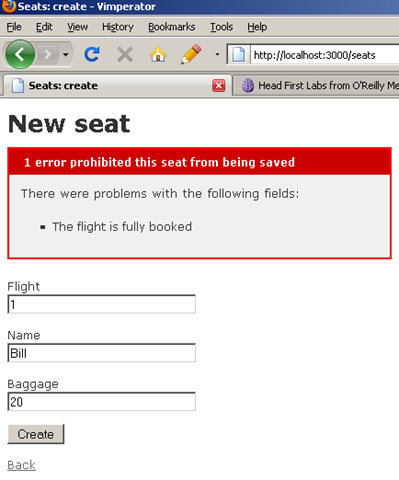 Seats: create - Vimperator
File Edit View History Bookmarks Tools Help
http://localhost:3000/seats
Seats: create
Head First Labs from O'Reilly Me
New seat
1 error prohibited this seat from being saved
There were problems with the following fields:
The flight is fully booked
Flight
1
Name
Bill
Baggage
20
Create
Back